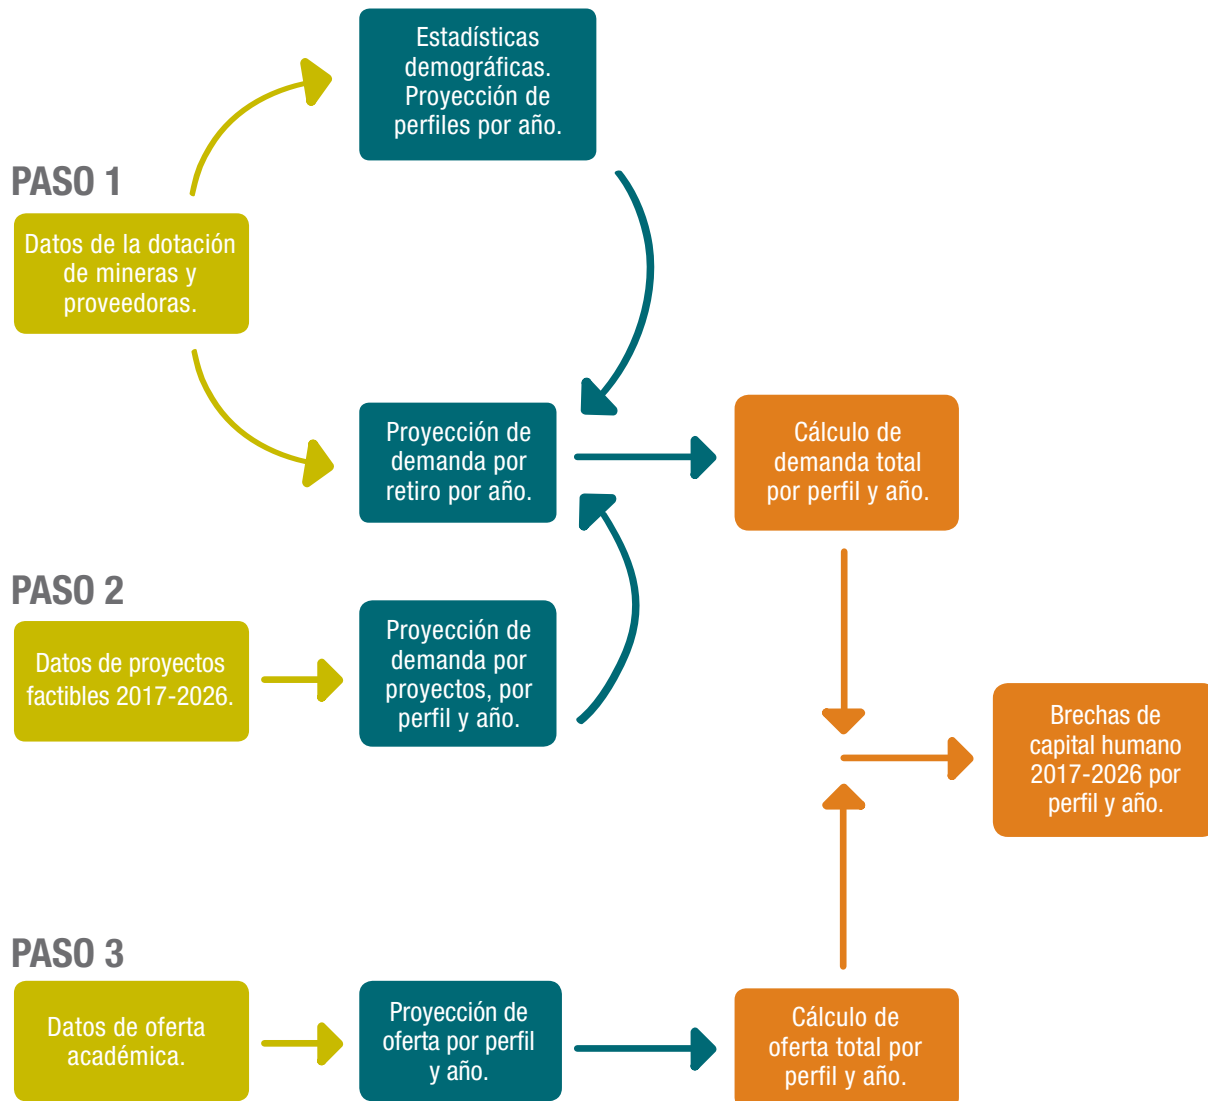 Estadísticas
demográficas.
Proyección de
perfiles por año.
PASO 1
Datos de la dotación
de mineras y
proveedoras.
Proyección de
demanda por
retiro por año.
Cálculo de
demanda total
por perfil y año.
PASO 2
Datos de proyectos
factibles 2017-2026.
Proyección de
demanda por
proyectos, por
perfil y año.
Brechas de
capital humano
2017-2026 por
perfil y año.
PASO 3
Datos de oferta
académica.
Proyección de
oferta por perfil
y año.
Cálculo de
oferta total por
perfil y año.